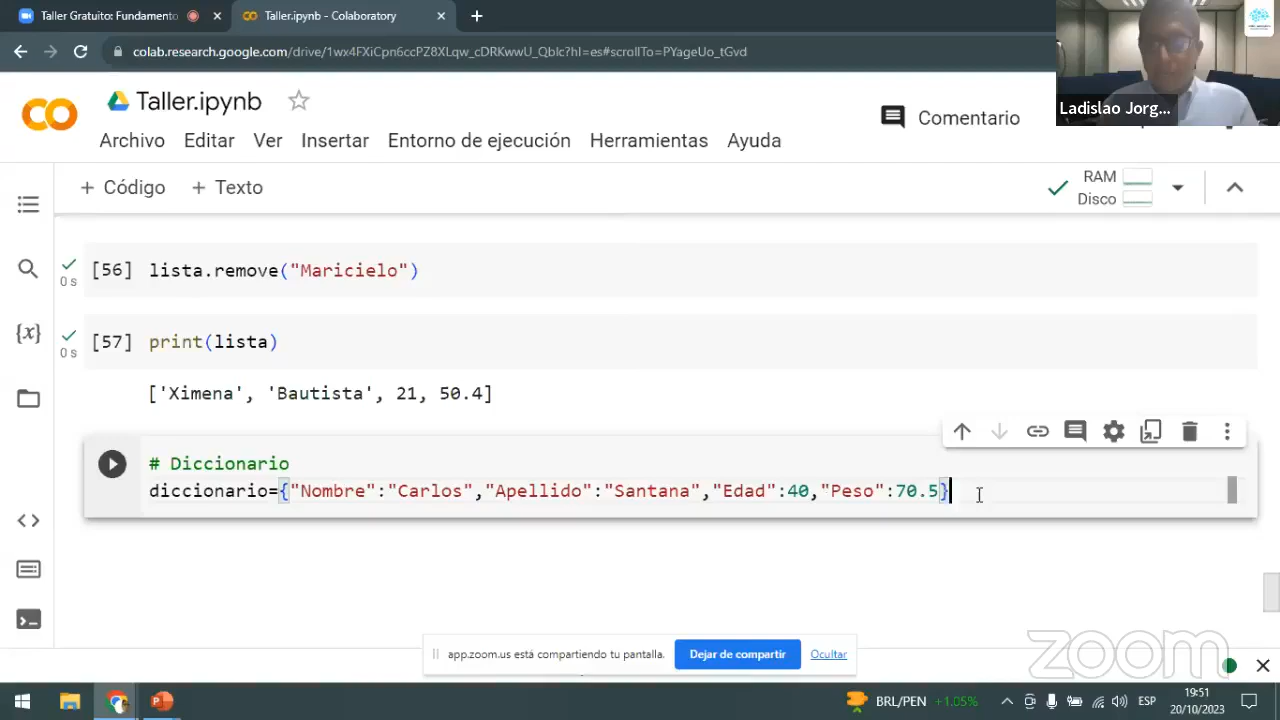 Taller Gratuito: Fundamento
Taller.ipynb - Colaboratory
colab.research.google.com/drive/1wx4FXiCpn6ccPZ8XLqw_cDRKwwU_Qblc?hl=es#scrollTo=PYageUo_tGvd
Ladislao Jorg...
CO
Taller.ipynb
Comentario
Archivo Editar Ver Insertar Entorno de ejecución Herramientas Ayuda
+ Código + Texto
RAM
Disco
[56] lista.remove("Maricielo")
0 s
[57] print(lista)
0 s
['Ximena', 'Bautista', 21, 50.4]
# Diccionario
diccionario={"Nombre":"Carlos","Apellido":"Santana","Edad":40,"Peso":70.5}
app.zoom.us está compartiendo tu pantalla. Dejar de compartir Ocultar
zoom
BRL/PEN +1.05% ESP
19:51
20/10/2023